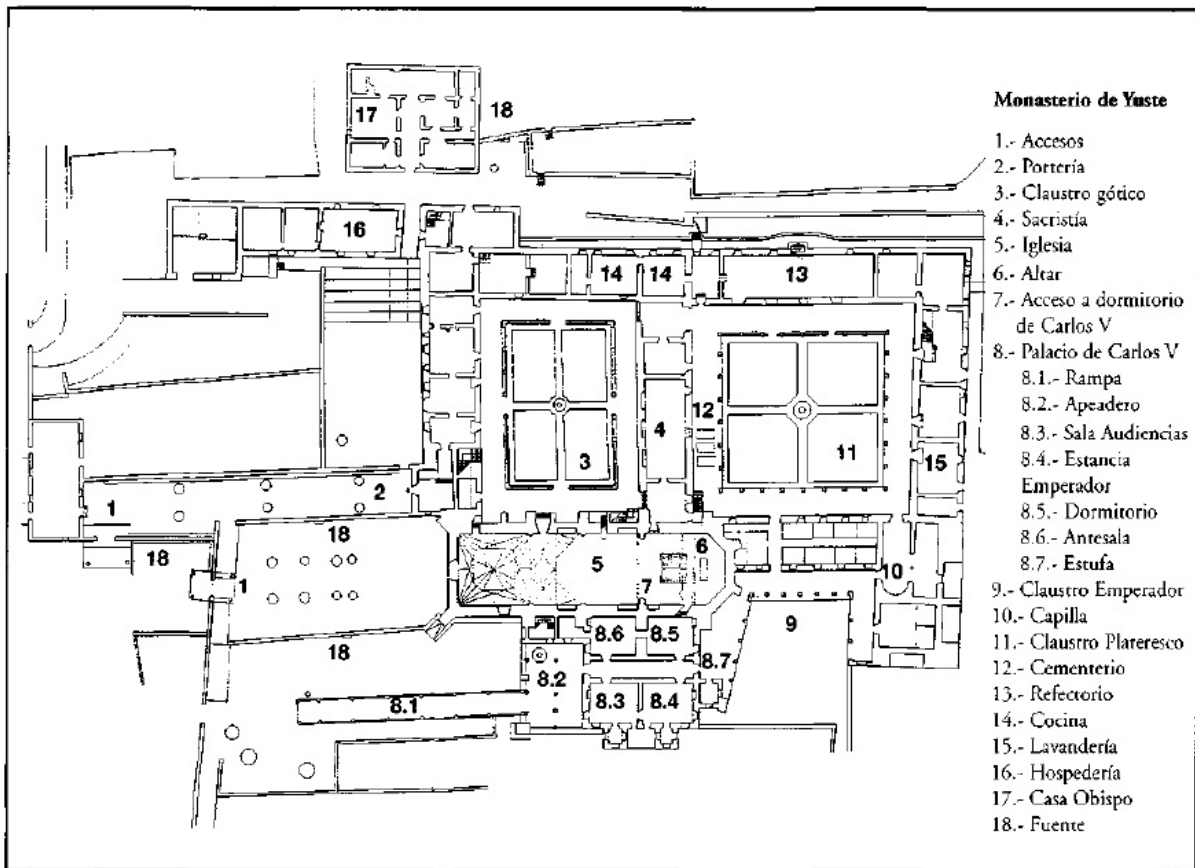 17
18
Monasterio de Yuste
1.- Accesos
2.- Portería
3.- Claustro gótico
4.- Sacristía
5.- Iglesia
6.- Altar
7.- Acceso a dormitorio
de Carlos V
8.- Palacio de Carlos V
8.1.- Rampa
8.2.- Apeadero
8.3.- Sala Audiencias
8.4.- Estancia
Emperador
8.5.- Dormitorio
8.6.- Antesala
8.7.- Estufa
9.- Claustro Emperador
10.- Capilla
11.- Claustro Plateresco
12.- Cementerio
13.- Refectorio
14.- Cocina
15.- Lavandería
16.- Hospedería
17.- Casa Obispo
18.- Fuente
16
14 14 13
12
4
3 11 15
1 2
18
18 1 5 6 10
7
18 8.6 8.5 9
8.2 8.7
8.1 8.3 8.4